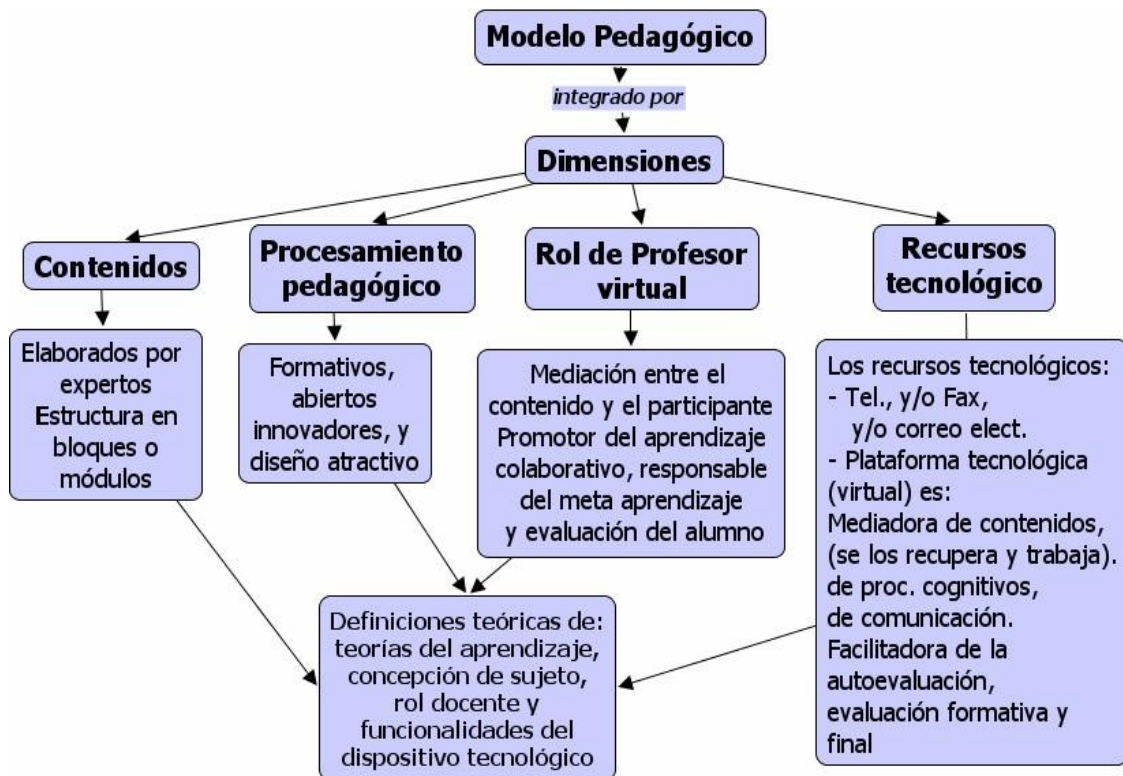 Modelo Pedagógico
integrado por
Dimensiones
Contenidos
Procesamiento
pedagógico
Rol de Profesor
virtual
Recursos
tecnológico
Elaborados por
expertos
Estructura en
bloques o
módulos
Formativos,
abiertos
innovadores, y
diseño atractivo
Mediación entre el
contenido y el participante
Promotor del aprendizaje
colaborativo, responsable
del meta aprendizaje
y evaluación del alumno
Los recursos tecnológicos:
- Tel., y/o Fax,
y/o correo elect.
- Plataforma tecnológica
(virtual) es:
Mediadora de contenidos,
(se los recupera y trabaja).
de proc. cognitivos,
de comunicación.
Facilitadora de la
autoevaluación,
evaluación formativa y
final
Definiciones teóricas de:
teorías del aprendizaje,
concepción de sujeto,
rol docente y
funcionalidades del
dispositivo tecnológico